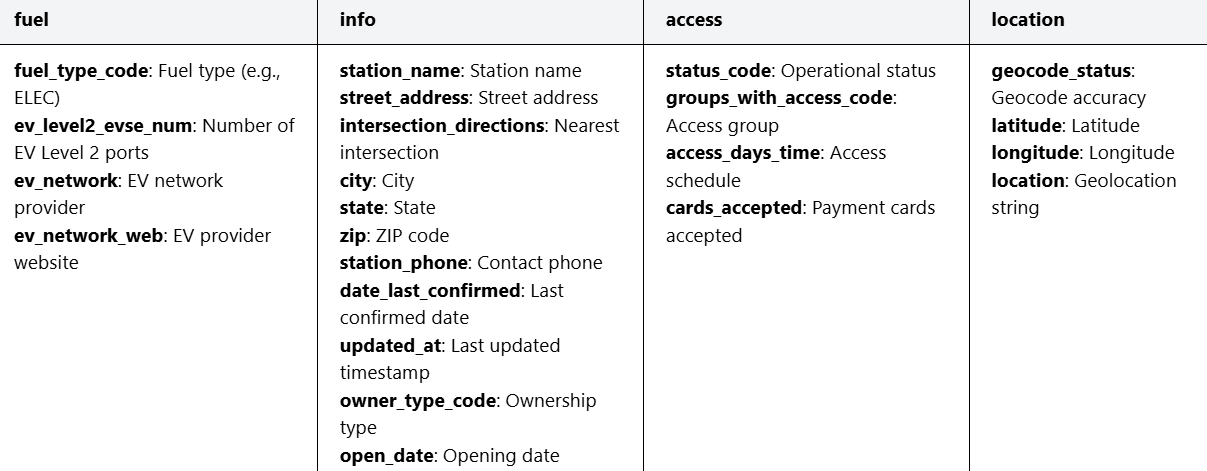 fuel
info
access
location
fuel_type_code: Fuel type (e.g.,
ELEC)
ev_level2_evse_num: Number of
EV Level 2 ports
ev_network: EV network
provider
ev_network_web: EV provider
website
station_name: Station name
street_address: Street address
intersection_directions: Nearest
intersection
city: City
state: State
zip: ZIP code
station_phone: Contact phone
date_last_confirmed: Last
confirmed date
updated_at: Last updated
timestamp
owner_type_code: Ownership
type
open_date: Opening date
status_code: Operational status
groups_with_access_code:
Access group
access_days_time: Access
schedule
cards_accepted: Payment cards
accepted
geocode_status:
Geocode accuracy
latitude: Latitude
longitude: Longitude
location: Geolocation
string